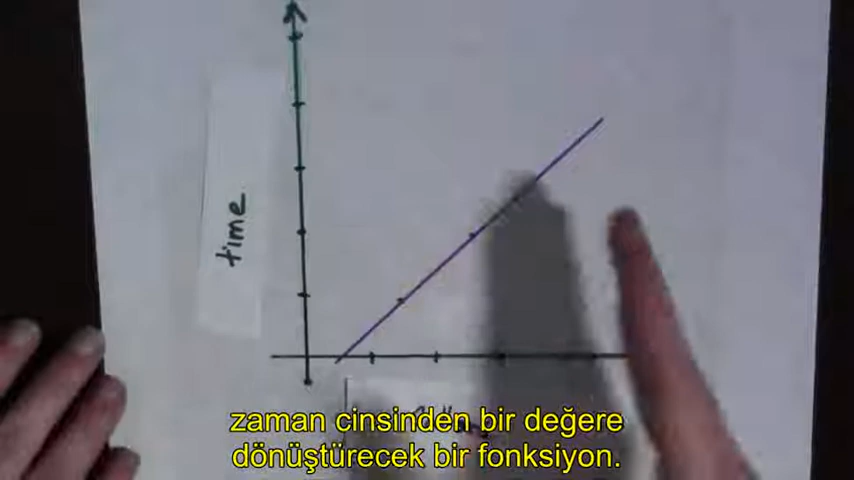 time
zaman cinsinden bir değere
dönüştürecek bir fonksiyon.